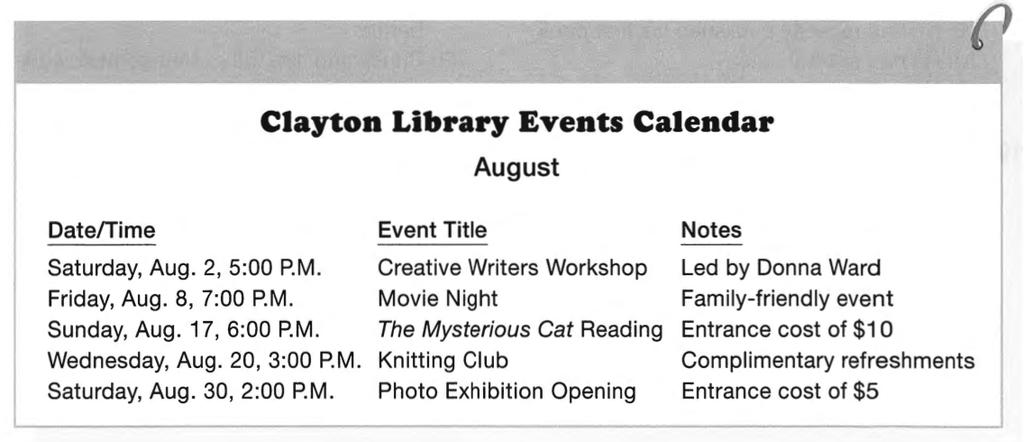 Clayton Library Events Calendar
August
Date/Time Event Title Notes
Saturday, Aug. 2, 5:00 P.M. Creative Writers Workshop Led by Donna Ward
Friday, Aug. 8, 7:00 P.M. Movie Night Family-friendly event
Sunday, Aug. 17, 6:00 P.M. The Mysterious Cat Reading Entrance cost of $10
Wednesday, Aug. 20, 3:00 P.M. Knitting Club Complimentary refreshments
Saturday, Aug. 30, 2:00 P.M. Photo Exhibition Opening Entrance cost of $5